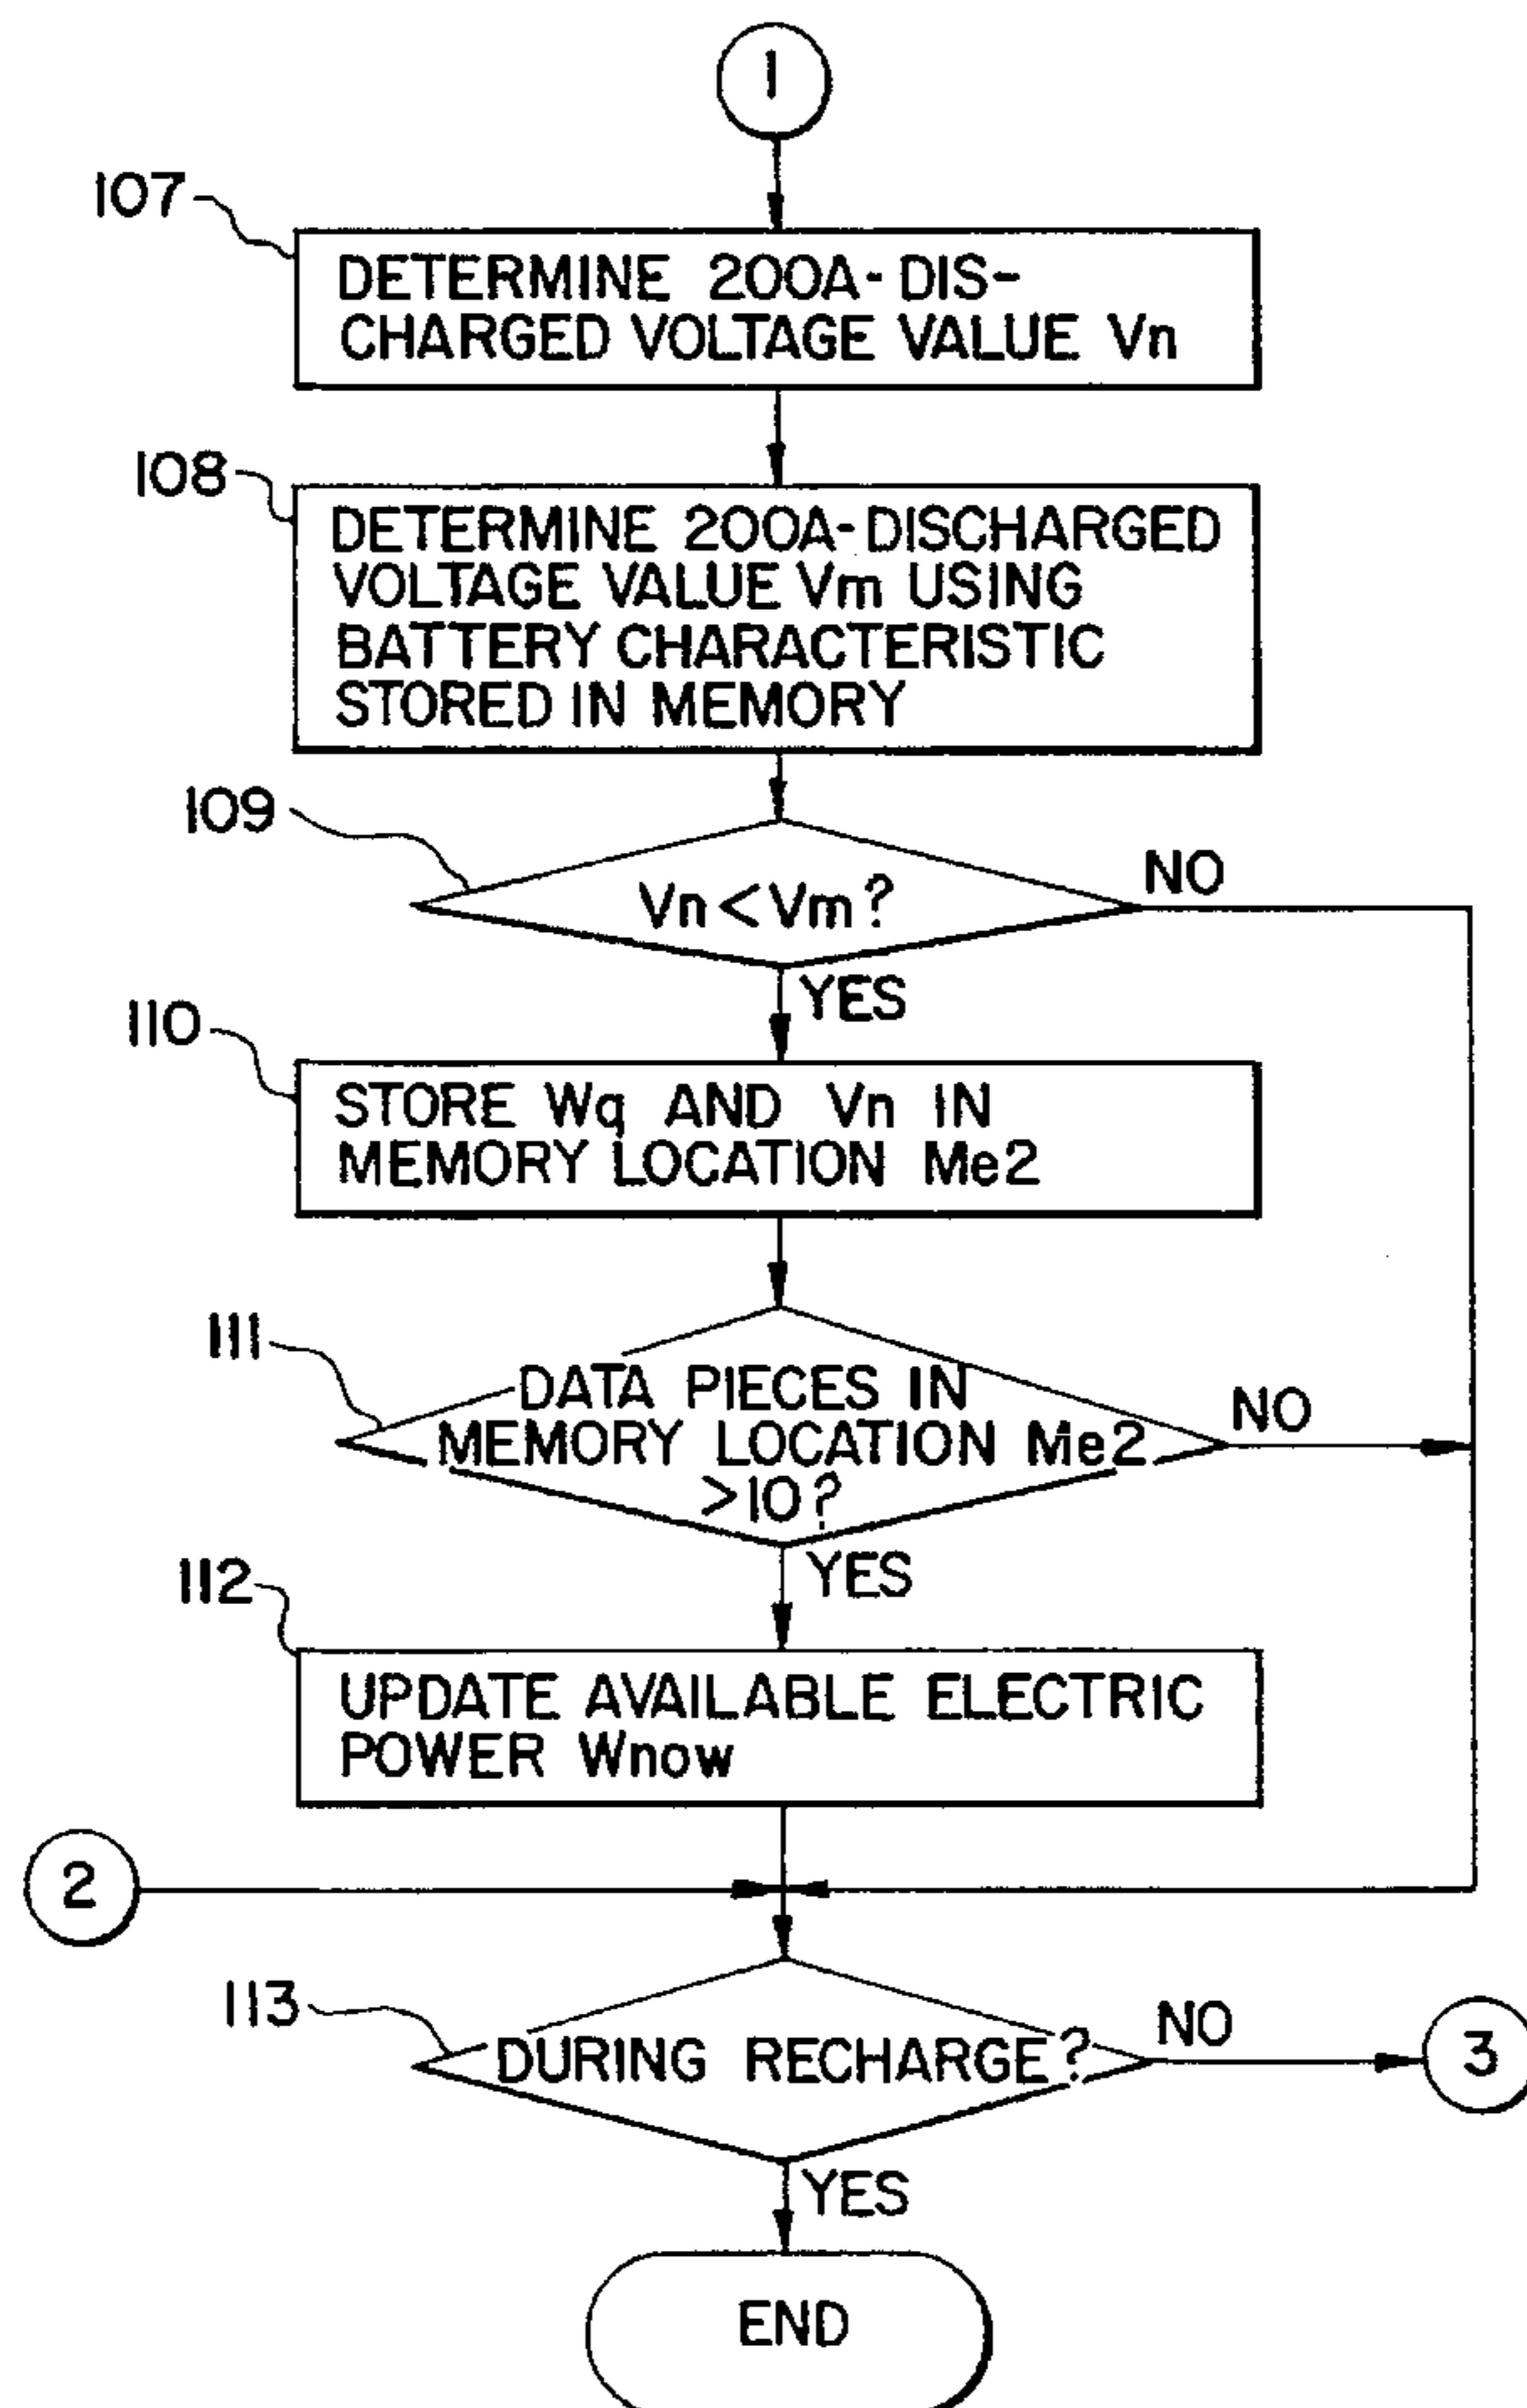 1
107
DETERMINE 200A-DIS-
CHARGED VOLTAGE VALUE Vn
108
DETERMINE 200A-DISCHARGED
VOLTAGE VALUE Vm USING
BATTERY CHARACTERISTIC
STORED IN MEMORY
109
Vn<Vm?
NO
YES
110
STORE Wq AND Vn IN
MEMORY LOCATION Me2
111
DATA PIECES IN
MEMORY LOCATION Me2
>10?
NO
YES
112
UPDATE AVAILABLE ELECTRIC
POWER Wnow
2
113
DURING RECHARGE?
NO
3
YES
END